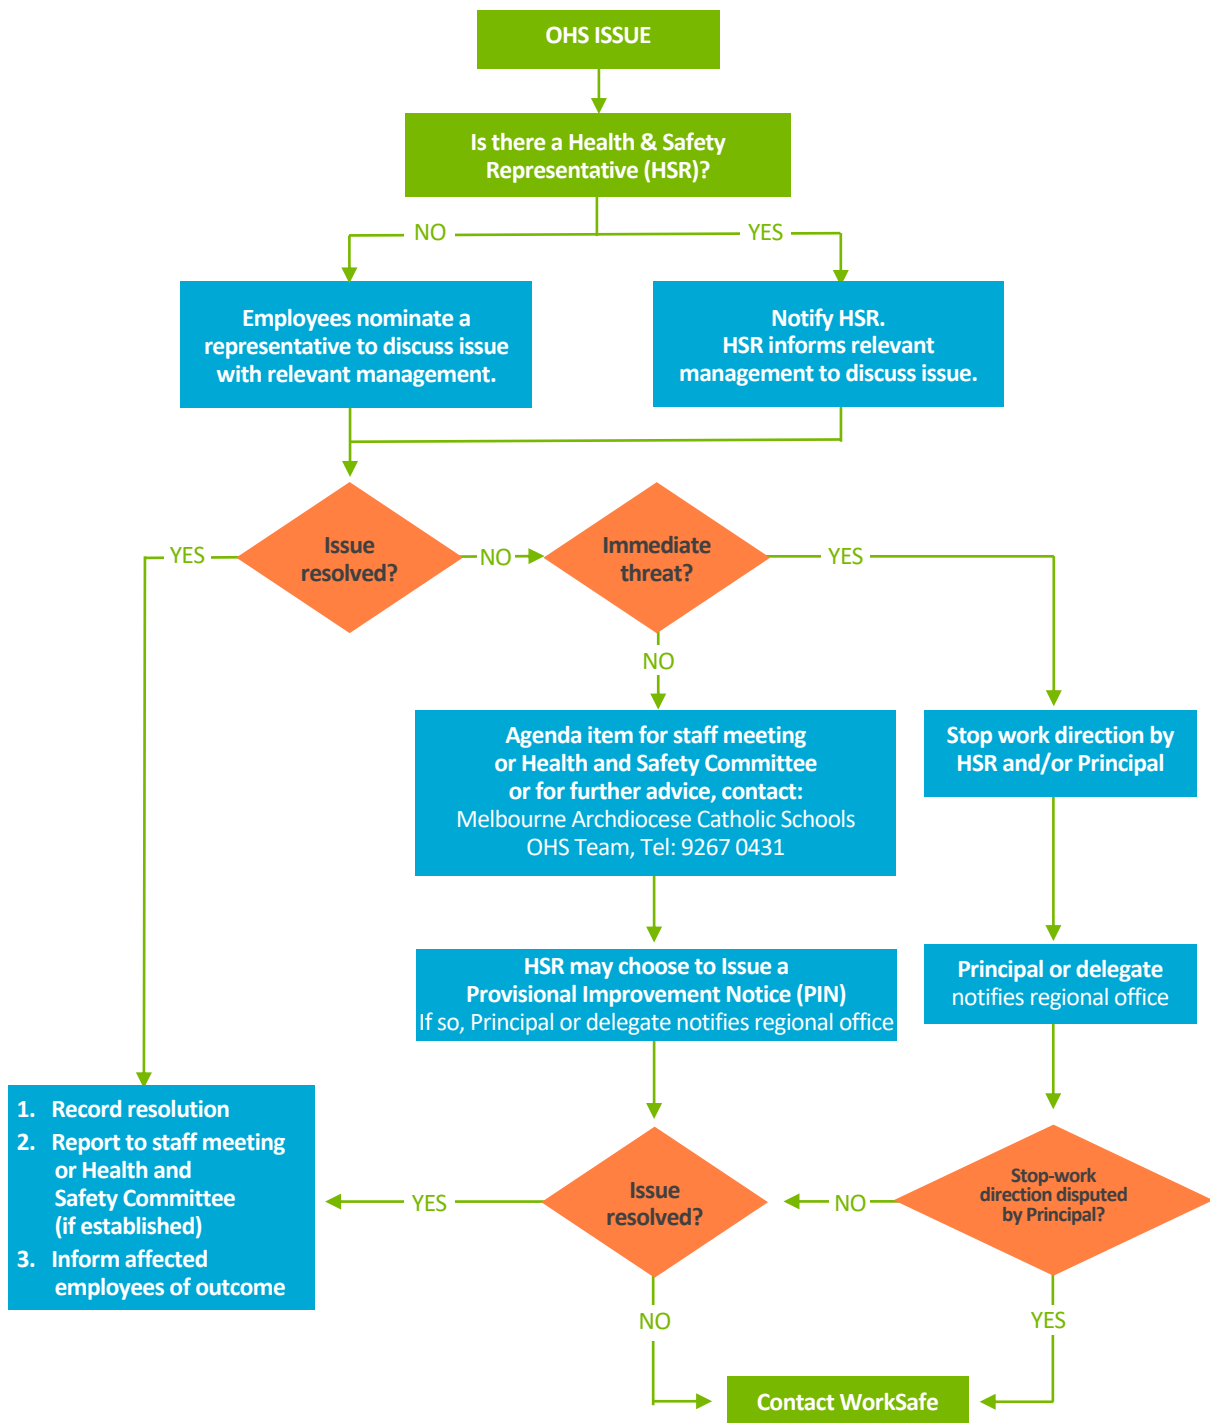 OHS ISSUE
Is there a Health & Safety
Representative (HSR)?
NO
YES
Employees nominate a
representative to discuss issue
with relevant management.
Notify HSR.
HSR informs relevant
management to discuss issue.
YES
Issue
resolved?
NO
Immediate
threat?
YES
NO
Agenda item for staff meeting
or Health and Safety Committee
or for further advice, contact:
Melbourne Archdiocese Catholic Schools
OHS Team, Tel: 9267 0431
Stop work direction by
HSR and/or Principal
HSR may choose to Issue a
Provisional Improvement Notice (PIN)
If so, Principal or delegate notifies regional office
Principal or delegate
notifies regional office
1. Record resolution
2. Report to staff meeting
or Health and
Safety Committee
(if established)
3. Inform affected
employees of outcome
YES
Issue
resolved?
NO
Stop-work
direction disputed
by Principal?
NO
YES
Contact WorkSafe